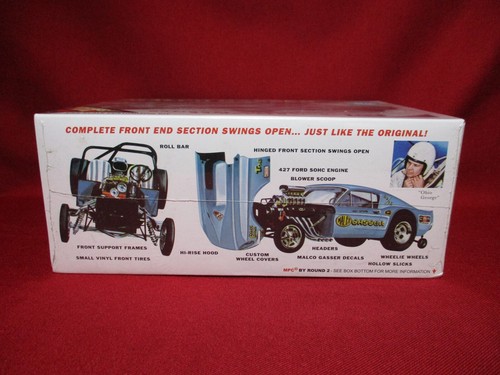 COMPLETE FRONT END SECTION SWINGS OPEN... JUST LIKE THE ORIGINAL!
ROLL BAR
HINGED FRONT SECTION SWINGS OPEN
427 FORD SOHC ENGINE
BLOWER SCOOP
"Ohio
George"
FRONT SUPPORT FRAMES
SMALL VINYL FRONT TIRES
HI-RISE HOOD
CUSTOM
WHEEL COVERS
HEADERS
MALCO GASSER DECALS
WHEELIE WHEELS
HOLLOW SLICKS
MPC® BY ROUND 2 - SEE BOX BOTTOM FOR MORE INFORMATION